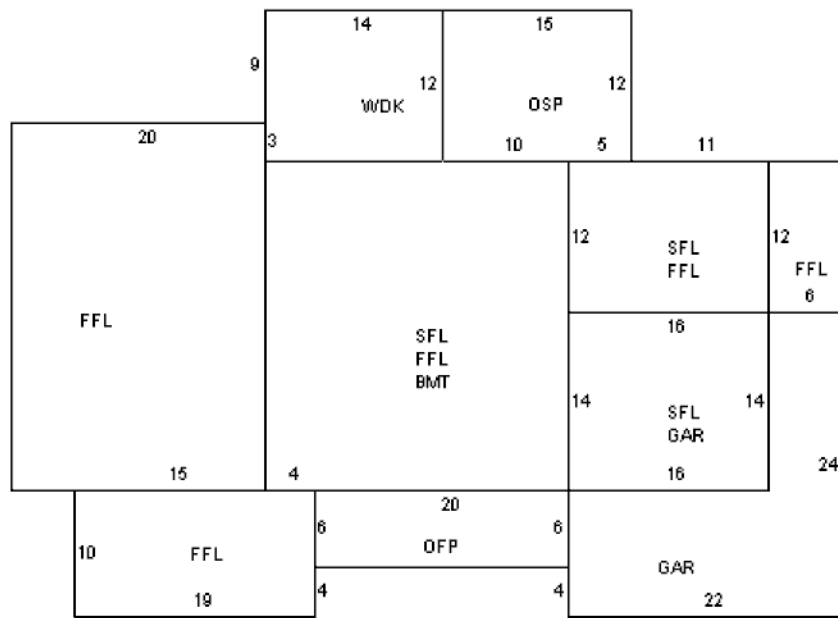 14 15
9
12 12
WDK OSP
20 3 10 5 11
12 SFL 12
FFL FFL
6
FFL 16
SFL
FFL
BMT
14 SFL 14
GAR
24
15 4 16
20
6 6
10 FFL OFP
GAR
19 4 4 22